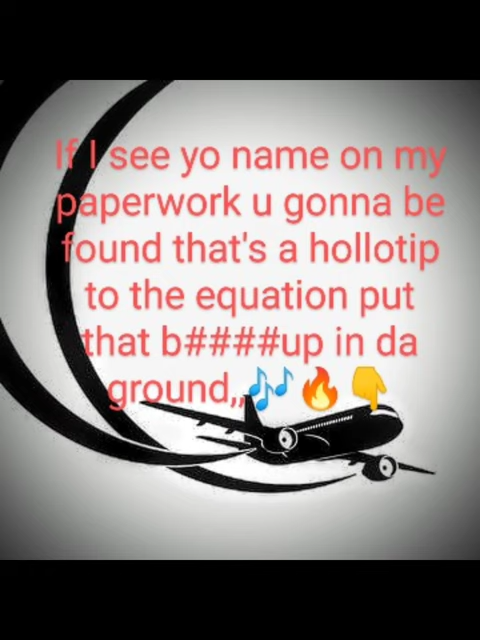 If I see yo name on my
paperwork u gonna be
found that's a hollotip
to the equation put
that b####up in da
ground,,🎶🔥👇